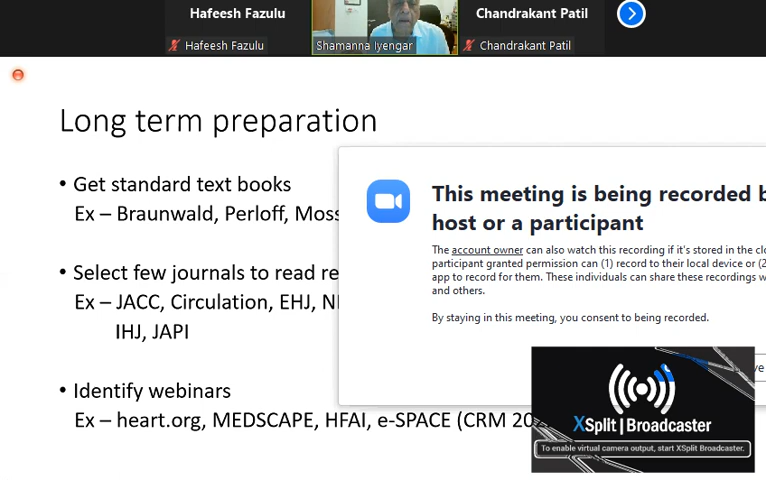 Hafeesh Fazulu
Chandrakant Patil
Hafeesh Fazulu
Shamanna Iyengar
Chandrakant Patil
Long term preparation
• Get standard text books
Ex – Braunwald, Perloff, Moss
• Select few journals to read re
Ex – JACC, Circulation, EHJ,
IHJ, JAPI
• Identify webinars
Ex – heart.org, MEDSCAPE, HFAI, e-SPACE (CRM 20
This meeting is being recorded b
host or a participant
The account owner can also watch this recording if it's stored in the clo
participant granted permission can (1) record to their local device or (2
app to record for them. These individuals can share these recordings w
and others.
By staying in this meeting, you consent to being recorded.
XSplit | Broadcaster
To enable virtual camera output, start XSplit Broadcaster.